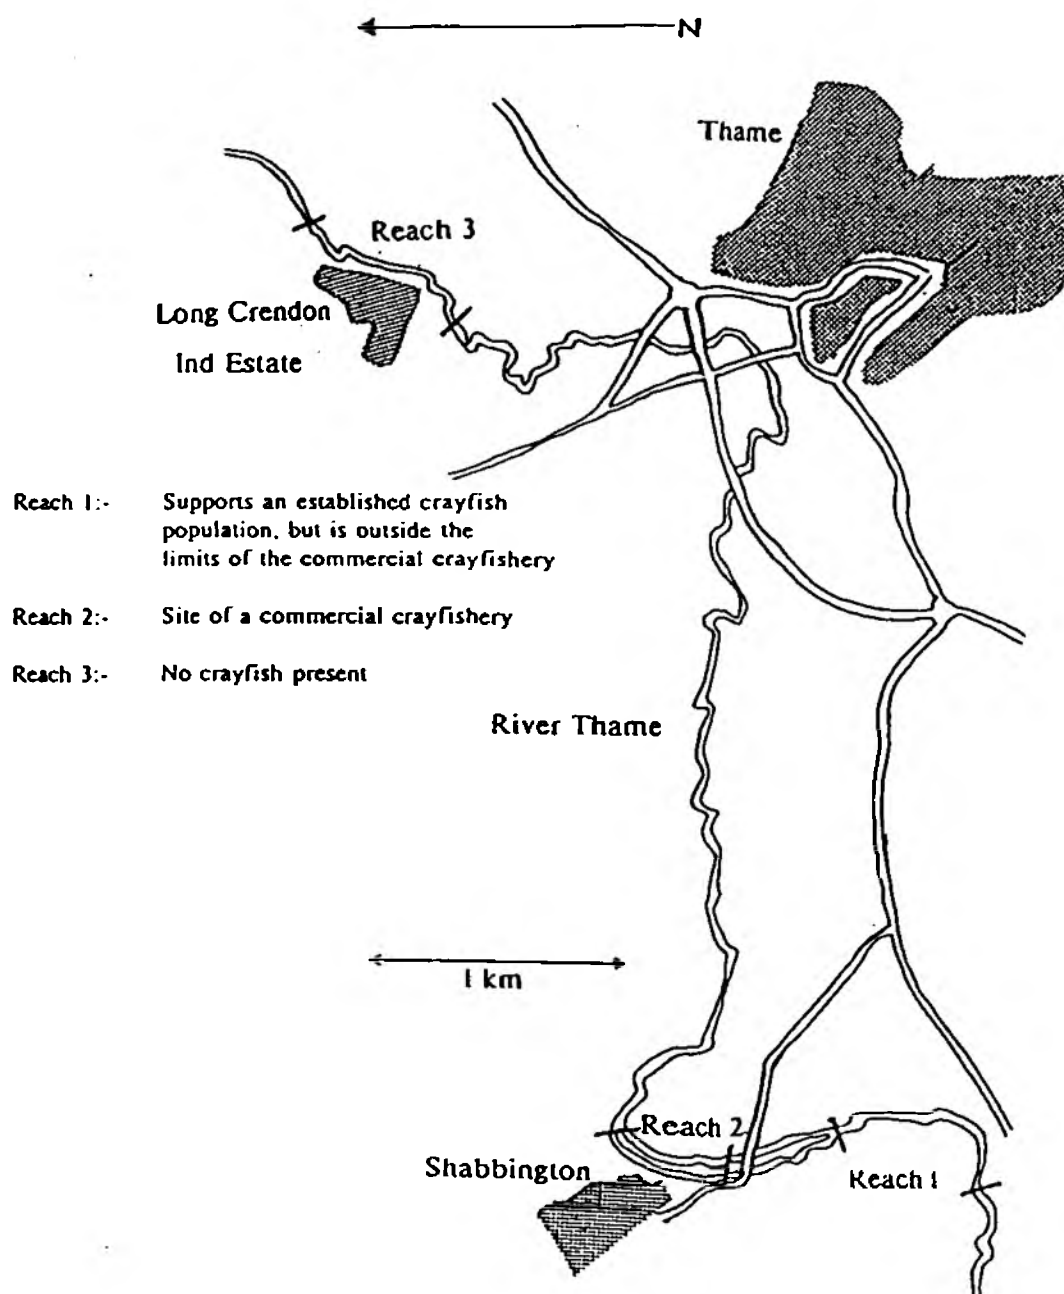 N
Thame
Reach 3
Long Crendon
Ind Estate
Reach 1:- Supports an established crayfish
population, but is outside the
limits of the commercial crayfishery
Reach 2:- Site of a commercial crayfishery
Reach 3:- No crayfish present
River Thame
1 km
Reach 2
Shabbington
Reach 1